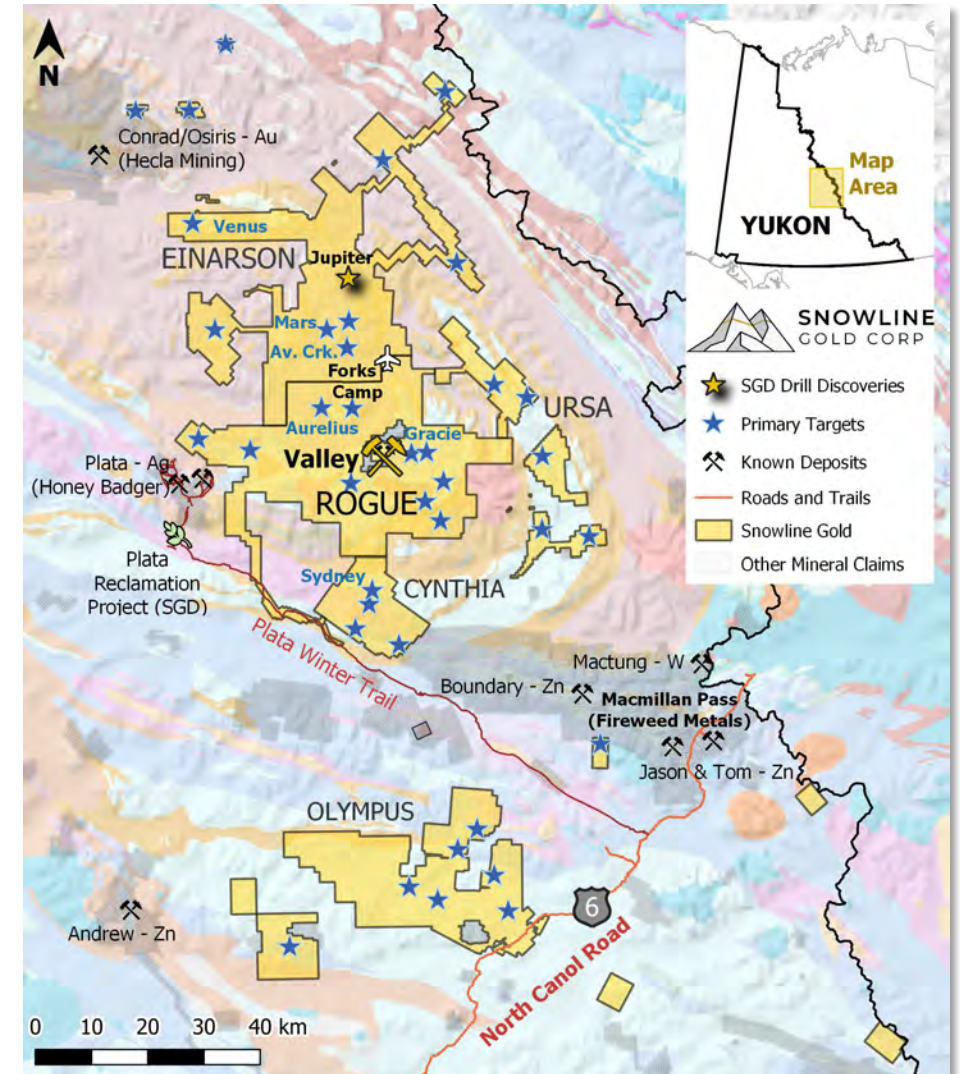 N
Conrad/Osiris - Au
(Hecla Mining)
Venus
EINARSON
Jupiter
Mars
Av. Crk.
Forks
Camp
Aurelius
Gracie
URSA
Valley
ROGUE
Plata - Ag
(Honey Badger)
Plata
Reclamation
Project (SGD)
Sydney
CYNTHIA
Plata Winter Trail
Mactung - W
Boundary - Zn
Macmillan Pass
(Fireweed Metals)
Jason & Tom - Zn
OLYMPUS
Andrew - Zn
6
North Canol Road
0 10 20 30 40 km
Map
Area
YUKON
SNOWLINE
GOLD CORP
SGD Drill Discoveries
Primary Targets
Known Deposits
Roads and Trails
Snowline Gold
Other Mineral Claims